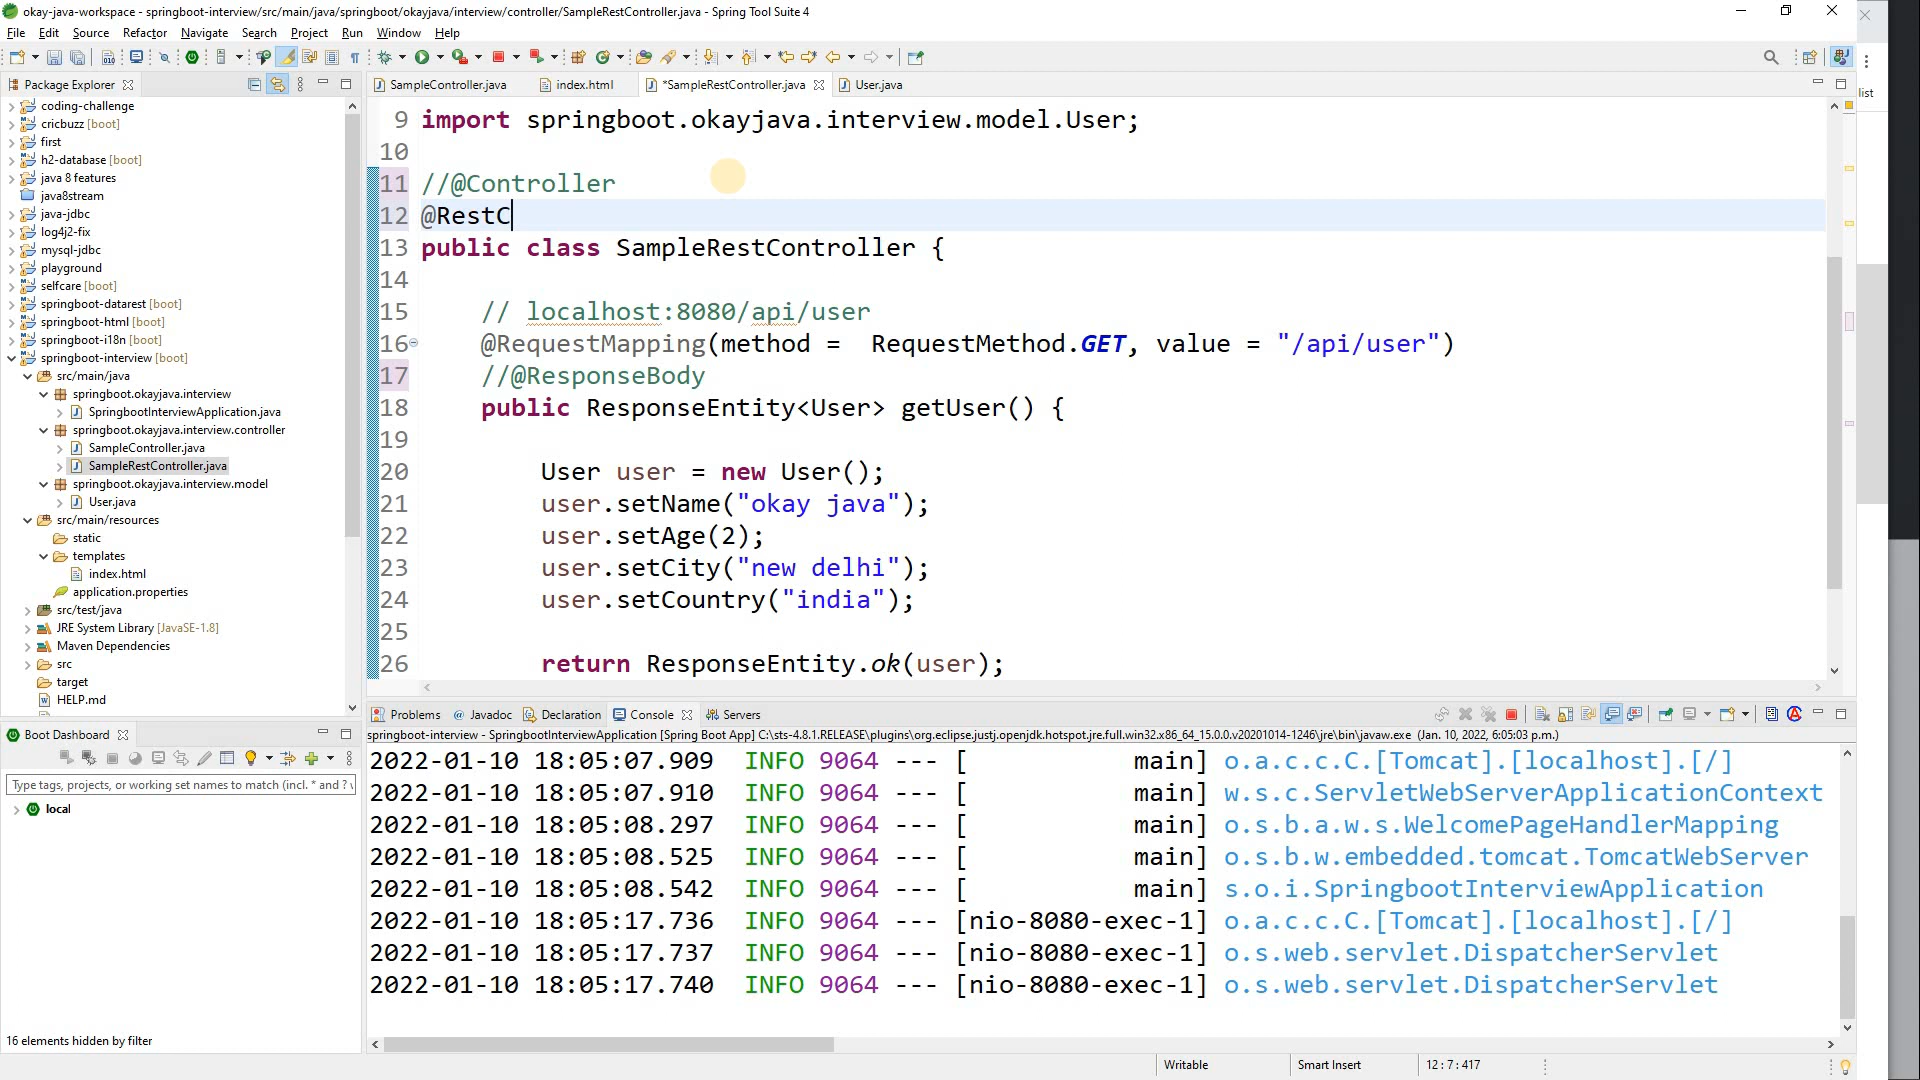 okay-java-workspace - springboot-interview/src/main/java/springboot/okayjava/interview/controller/SampleRestController.java - Spring Tool Suite 4
File Edit Source Refactor Navigate Search Project Run Window Help
Package Explorer
SampleController.java
index.html
*SampleRestController.java
User.java
list
coding-challenge
cricbuzz [boot]
first
h2-database [boot]
java 8 features
java8stream
java-jdbc
log4j2-fix
mysql-jdbc
playground
selfcare [boot]
springboot-datarest [boot]
springboot-html [boot]
springboot-i18n [boot]
springboot-interview [boot]
src/main/java
springboot.okayjava.interview
SpringbootInterviewApplication.java
springboot.okayjava.interview.controller
SampleController.java
SampleRestController.java
springboot.okayjava.interview.model
User.java
src/main/resources
static
templates
index.html
application.properties
src/test/java
JRE System Library [JavaSE-1.8]
Maven Dependencies
src
target
HELP.md
9 import springboot.okayjava.interview.model.User;
10
11 //@Controller
12 @RestC
13 public class SampleRestController {
14
15 // localhost:8080/api/user
16 @RequestMapping(method =  RequestMethod.GET, value = "/api/user")
17 //@ResponseBody
18 public ResponseEntity<User> getUser() {
19
20 User user = new User();
21 user.setName("okay java");
22 user.setAge(2);
23 user.setCity("new delhi");
24 user.setCountry("india");
25
26 return ResponseEntity.ok(user);
Boot Dashboard
Type tags, projects, or working set names to match (incl. * and ? \
local
16 elements hidden by filter
Problems @ Javadoc Declaration Console Servers
springboot-interview - SpringbootInterviewApplication [Spring Boot App] C:\sts-4.8.1.RELEASE\plugins\org.eclipse.justj.openjdk.hotspot.jre.full.win32.x86_64_15.0.0.v20201014-1246\jre\bin\javaw.exe (Jan. 10, 2022, 6:05:03 p.m.)
2022-01-10 18:05:07.909 INFO 9064 --- [ main] o.a.c.c.C.[Tomcat].[localhost].[/]
2022-01-10 18:05:07.910 INFO 9064 --- [ main] w.s.c.ServletWebServerApplicationContext
2022-01-10 18:05:08.297 INFO 9064 --- [ main] o.s.b.a.w.s.WelcomePageHandlerMapping
2022-01-10 18:05:08.525 INFO 9064 --- [ main] o.s.b.w.embedded.tomcat.TomcatWebServer
2022-01-10 18:05:08.542 INFO 9064 --- [ main] s.o.i.SpringbootInterviewApplication
2022-01-10 18:05:17.736 INFO 9064 --- [nio-8080-exec-1] o.a.c.c.C.[Tomcat].[localhost].[/]
2022-01-10 18:05:17.737 INFO 9064 --- [nio-8080-exec-1] o.s.web.servlet.DispatcherServlet
2022-01-10 18:05:17.740 INFO 9064 --- [nio-8080-exec-1] o.s.web.servlet.DispatcherServlet
Writable
Smart Insert
12 : 7 : 417